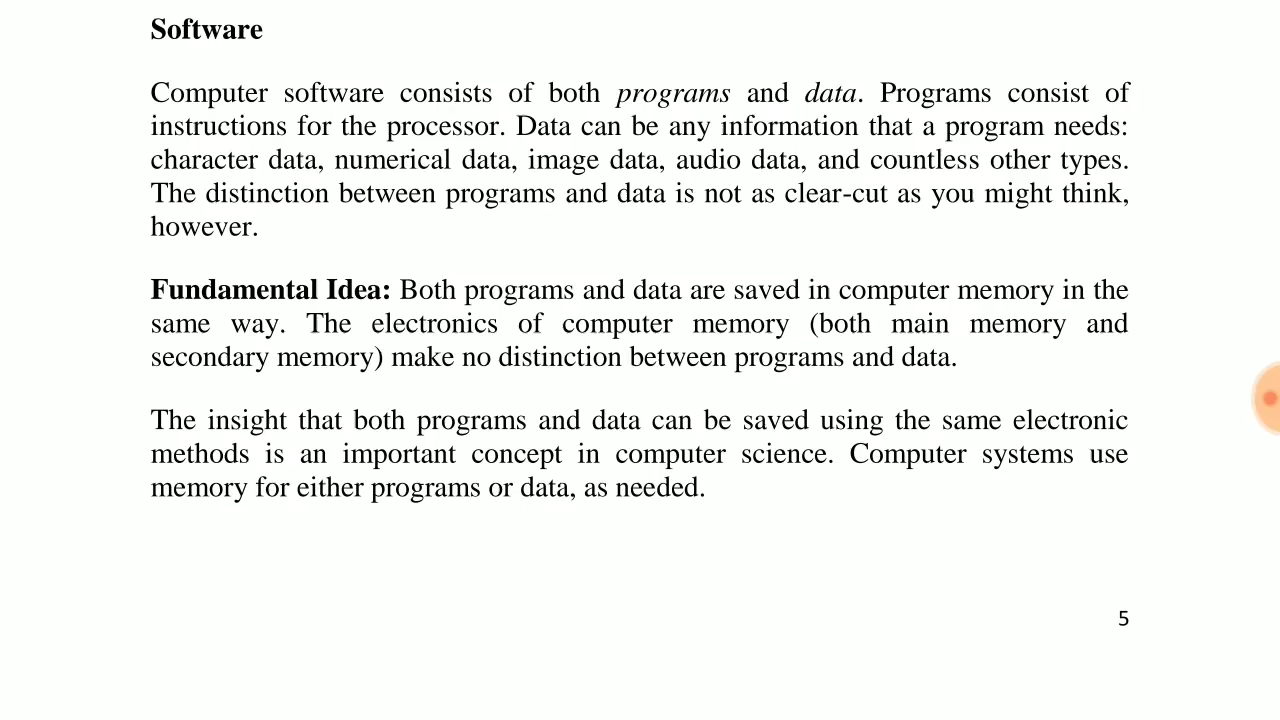 Software
Computer software consists of both programs and data. Programs consist of
instructions for the processor. Data can be any information that a program needs:
character data, numerical data, image data, audio data, and countless other types.
The distinction between programs and data is not as clear-cut as you might think,
however.
Fundamental Idea: Both programs and data are saved in computer memory in the
same way. The electronics of computer memory (both main memory and
secondary memory) make no distinction between programs and data.
The insight that both programs and data can be saved using the same electronic
methods is an important concept in computer science. Computer systems use
memory for either programs or data, as needed.
5